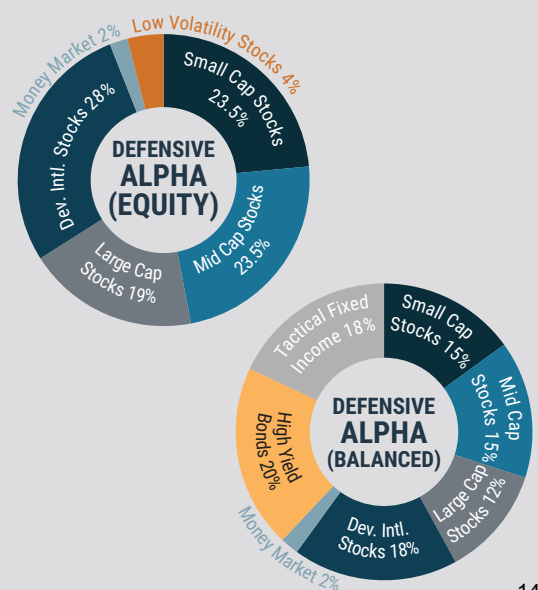 Low Volatility Stocks 4%
Small Cap Stocks
23.5%
Mid Cap Stocks
23.5%
Large Cap
Stocks 19%
Dev. Intl. Stocks 28%
Money Market 2%
DEFENSIVE
ALPHA
(EQUITY)
Small Cap
Stocks 15%
Mid Cap
Stocks 15%
Large Cap
Stocks 12%
Dev. Intl.
Stocks 18%
Money Market 2%
High Yield
Bonds 20%
Tactical Fixed
Income 18%
DEFENSIVE
ALPHA
(BALANCED)
14